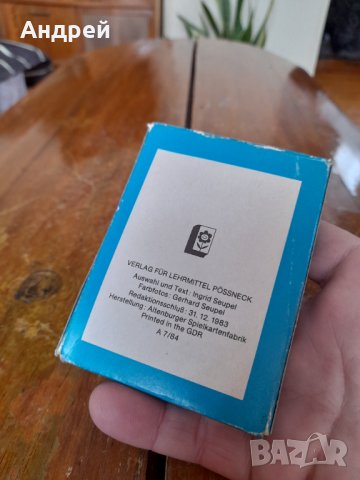 Андрей
VERLAG FÜR LEHRMITTEL PÖSSNECK
Auswahl und Text: Ingrid Seupel
Farbfotos: Gerhard Seupel
Redaktionsschluß: 31. 12. 1983
Herstellung: Altenburger Spielkartenfabrik
Printed in the GDR
A 7/84
BAZAR